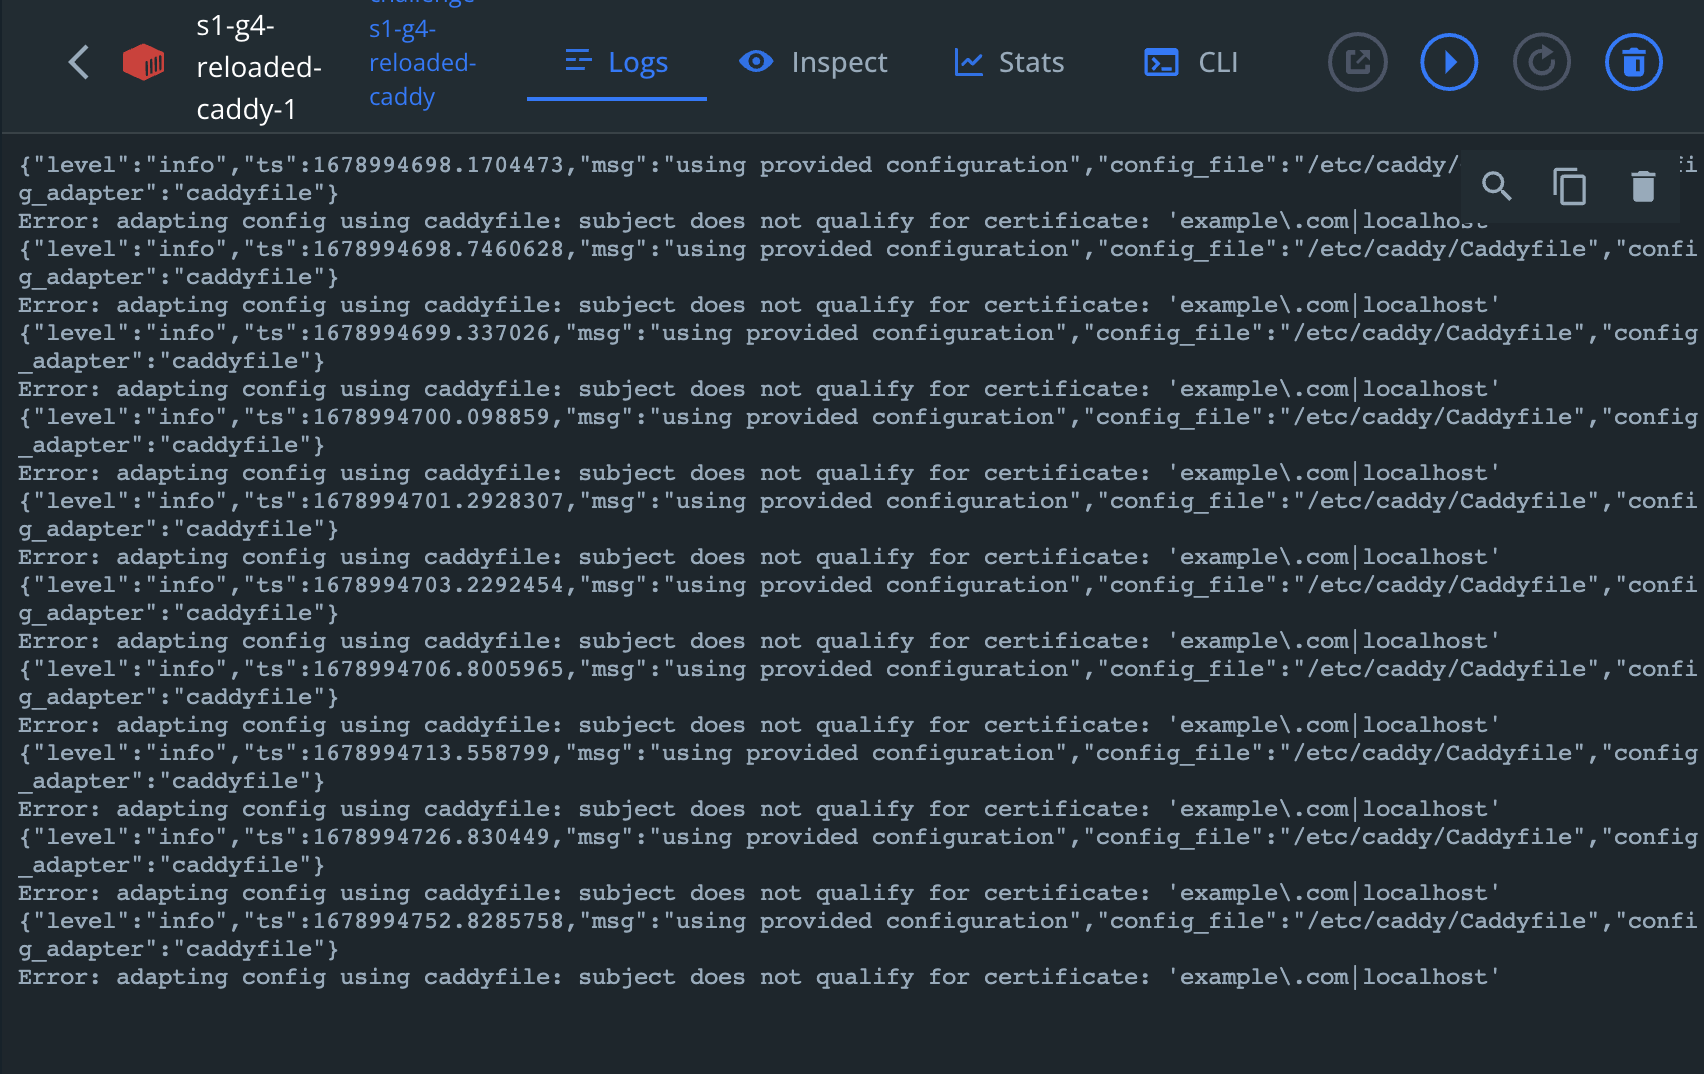 s1-g4-
reloaded-
caddy-1
challenge
s1-g4-
reloaded-
caddy
Logs
Inspect
Stats
CLI
{"level":"info","ts":1678994698.1704473,"msg":"using provided configuration","config_file":"/etc/caddy/
g_adapter":"caddyfile"}
Error: adapting config using caddyfile: subject does not qualify for certificate: 'example\.com|localhost
{"level":"info","ts":1678994698.7460628,"msg":"using provided configuration","config_file":"/etc/caddy/Caddyfile","confi
g_adapter":"caddyfile"}
Error: adapting config using caddyfile: subject does not qualify for certificate: 'example\.com|localhost'
{"level":"info","ts":1678994699.337026,"msg":"using provided configuration","config_file":"/etc/caddy/Caddyfile","config
_adapter":"caddyfile"}
Error: adapting config using caddyfile: subject does not qualify for certificate: 'example\.com|localhost'
{"level":"info","ts":1678994700.098859,"msg":"using provided configuration","config_file":"/etc/caddy/Caddyfile","config
_adapter":"caddyfile"}
Error: adapting config using caddyfile: subject does not qualify for certificate: 'example\.com|localhost'
{"level":"info","ts":1678994701.2928307,"msg":"using provided configuration","config_file":"/etc/caddy/Caddyfile","confi
g_adapter":"caddyfile"}
Error: adapting config using caddyfile: subject does not qualify for certificate: 'example\.com|localhost'
{"level":"info","ts":1678994703.2292454,"msg":"using provided configuration","config_file":"/etc/caddy/Caddyfile","confi
g_adapter":"caddyfile"}
Error: adapting config using caddyfile: subject does not qualify for certificate: 'example\.com|localhost'
{"level":"info","ts":1678994706.8005965,"msg":"using provided configuration","config_file":"/etc/caddy/Caddyfile","confi
g_adapter":"caddyfile"}
Error: adapting config using caddyfile: subject does not qualify for certificate: 'example\.com|localhost'
{"level":"info","ts":1678994713.558799,"msg":"using provided configuration","config_file":"/etc/caddy/Caddyfile","config
_adapter":"caddyfile"}
Error: adapting config using caddyfile: subject does not qualify for certificate: 'example\.com|localhost'
{"level":"info","ts":1678994726.830449,"msg":"using provided configuration","config_file":"/etc/caddy/Caddyfile","config
_adapter":"caddyfile"}
Error: adapting config using caddyfile: subject does not qualify for certificate: 'example\.com|localhost'
{"level":"info","ts":1678994752.8285758,"msg":"using provided configuration","config_file":"/etc/caddy/Caddyfile","confi
g_adapter":"caddyfile"}
Error: adapting config using caddyfile: subject does not qualify for certificate: 'example\.com|localhost'